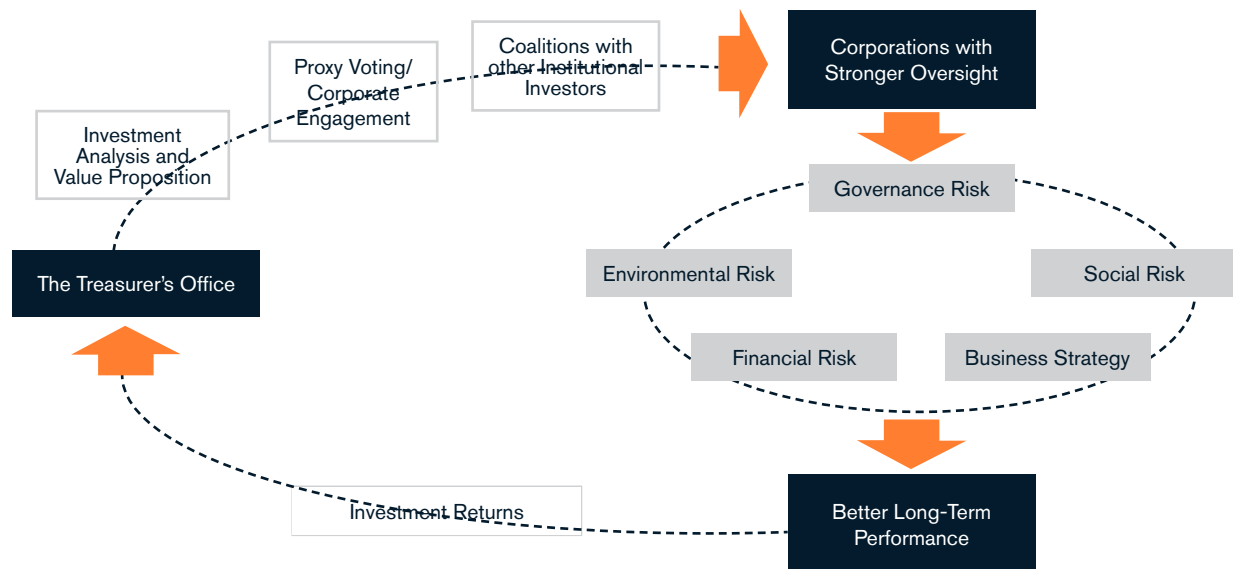 Coalitions with
other Institutional
Investors
Proxy Voting/
Corporate
Engagement
Investment
Analysis and
Value Proposition
The Treasurer’s Office
Corporations with
Stronger Oversight
Governance Risk
Environmental Risk
Social Risk
Financial Risk
Business Strategy
Better Long-Term
Performance
Investment Returns